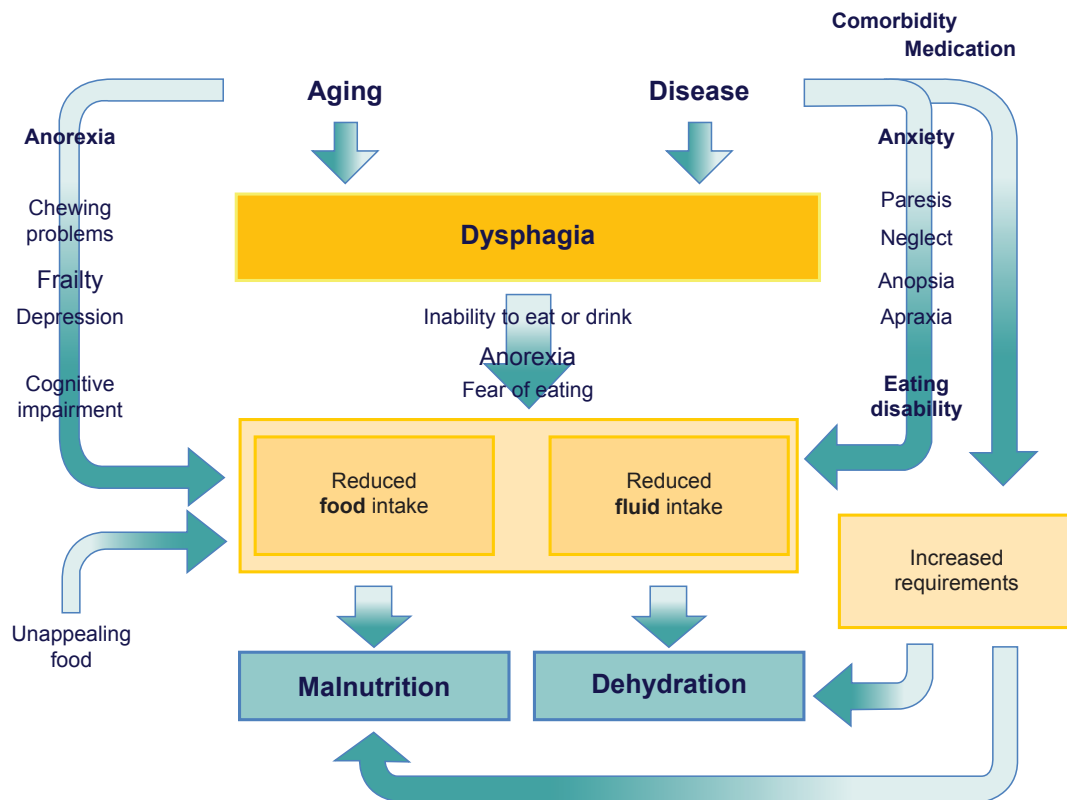 Comorbidity
Medication
Aging
Disease
Anorexia
Chewing
problems
Frailty
Depression
Cognitive
impairment
Anxiety
Paresis
Neglect
Anopsia
Apraxia
Eating
disability
Dysphagia
Inability to eat or drink
Anorexia
Fear of eating
Reduced
food intake
Reduced
fluid intake
Increased
requirements
Unappealing
food
Malnutrition
Dehydration